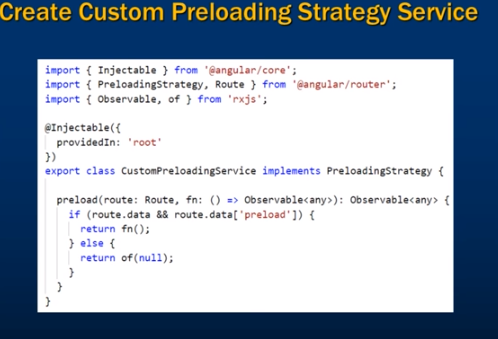 Create Custom Preloading Strategy Service
import { Injectable } from '@angular/core';
import { PreloadingStrategy, Route } from '@angular/router';
import { Observable, of } from 'rxjs';
@Injectable({
  providedIn: 'root'
})
export class CustomPreloadingService implements PreloadingStrategy {
  preload(route: Route, fn: () => Observable<any>): Observable<any> {
    if (route.data && route.data['preload']) {
      return fn();
    } else {
      return of(null);
    }
  }
}